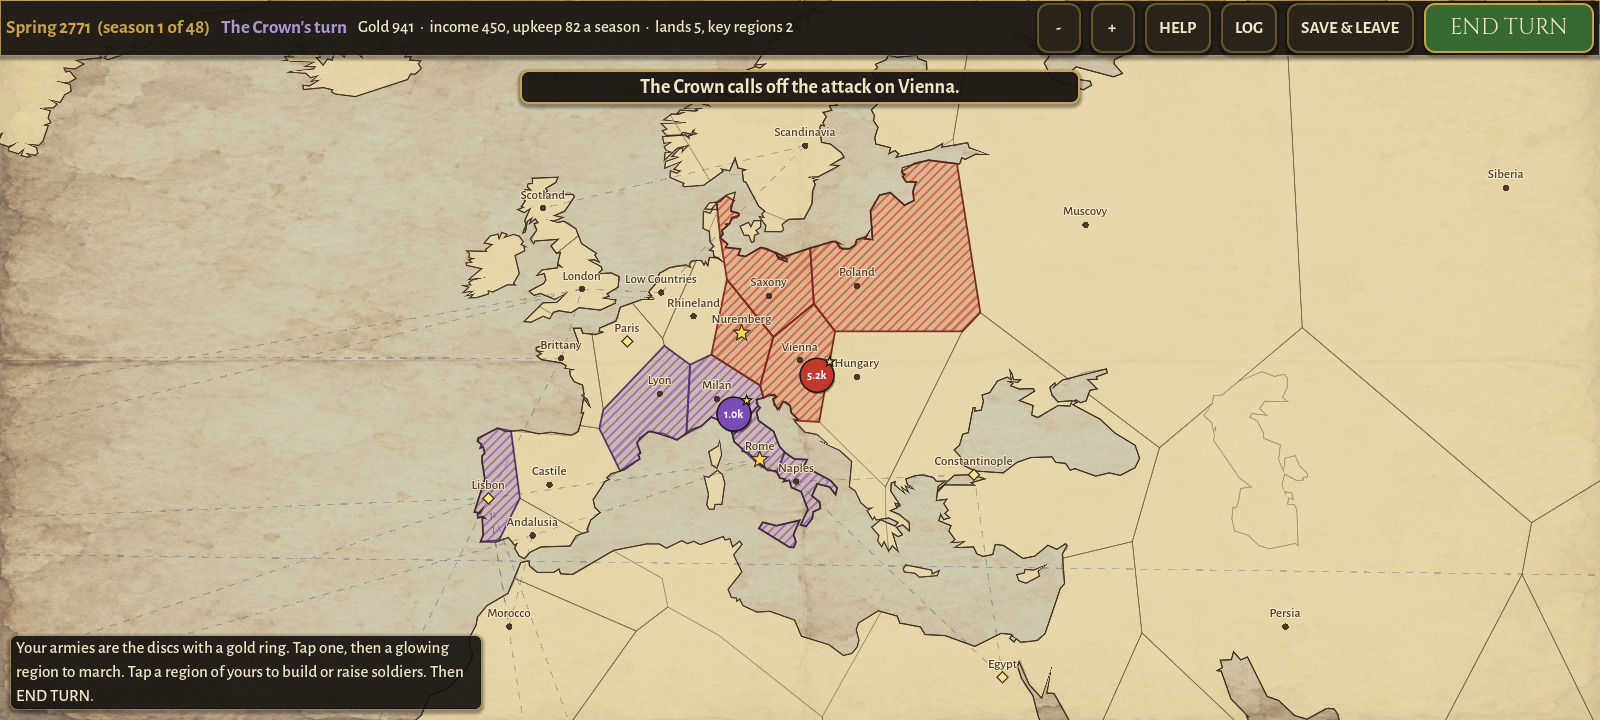 Spring 2771 (season 1 of 48) The Crown's turn Gold 941 · income 450, upkeep 82 a season · lands 5, key regions 2
- + HELP LOG SAVE & LEAVE END TURN
The Crown calls off the attack on Vienna.
Scandinavia
Siberia
Scotland
Muscovy
London
Low Countries
Saxony
Poland
Rhineland
Nuremberg
Paris
Brittany
Vienna
Hungary
5.2k
Lyon
Milan
1.0k
Rome
Naples
Constantinople
Castile
Lisbon
Andalusia
Morocco
Persia
Egypt
Your armies are the discs with a gold ring. Tap one, then a glowing
region to march. Tap a region of yours to build or raise soldiers. Then
END TURN.